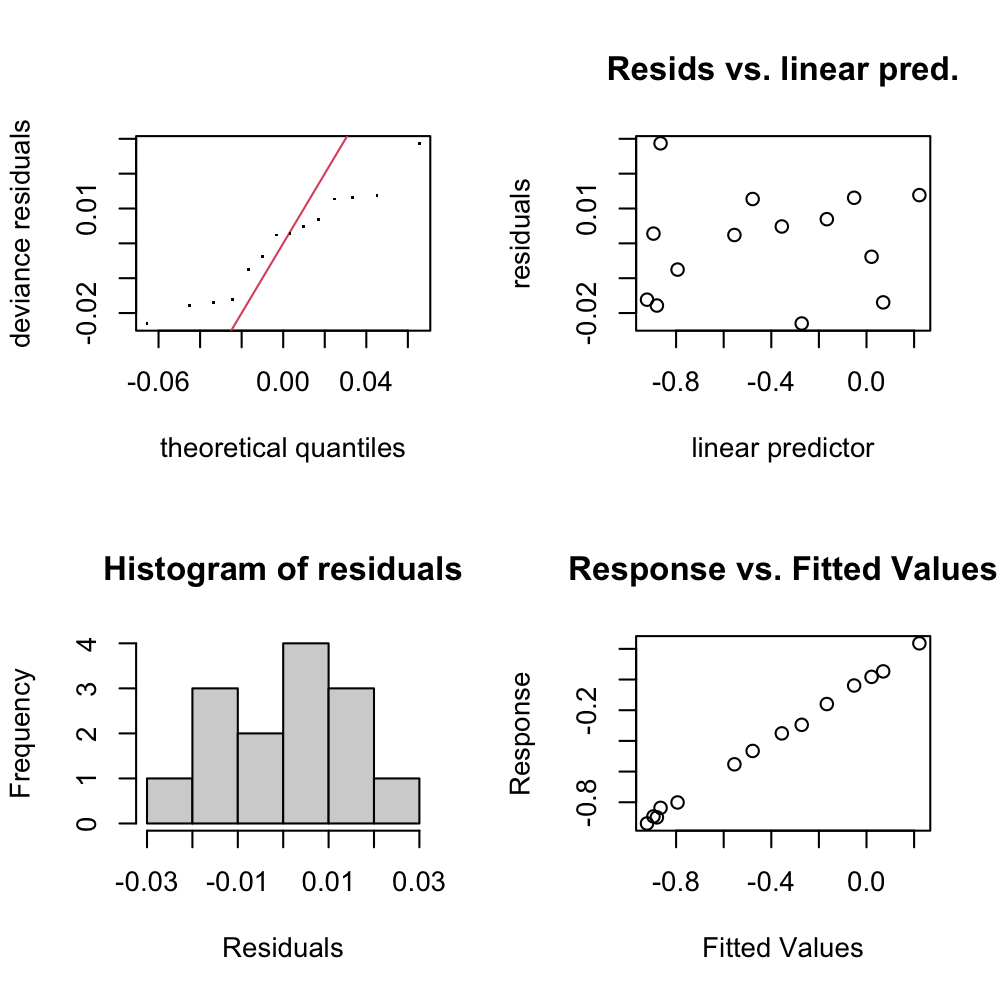 deviance residuals
0.01
-0.02
-0.06 0.00 0.04
theoretical quantiles
Resids vs. linear pred.
residuals
0.01
-0.02
-0.8 -0.4 0.0
linear predictor
Histogram of residuals
Frequency
4
3
2
1
0
-0.03 -0.01 0.01 0.03
Residuals
Response vs. Fitted Values
Response
-0.2
-0.8
-0.8 -0.4 0.0
Fitted Values